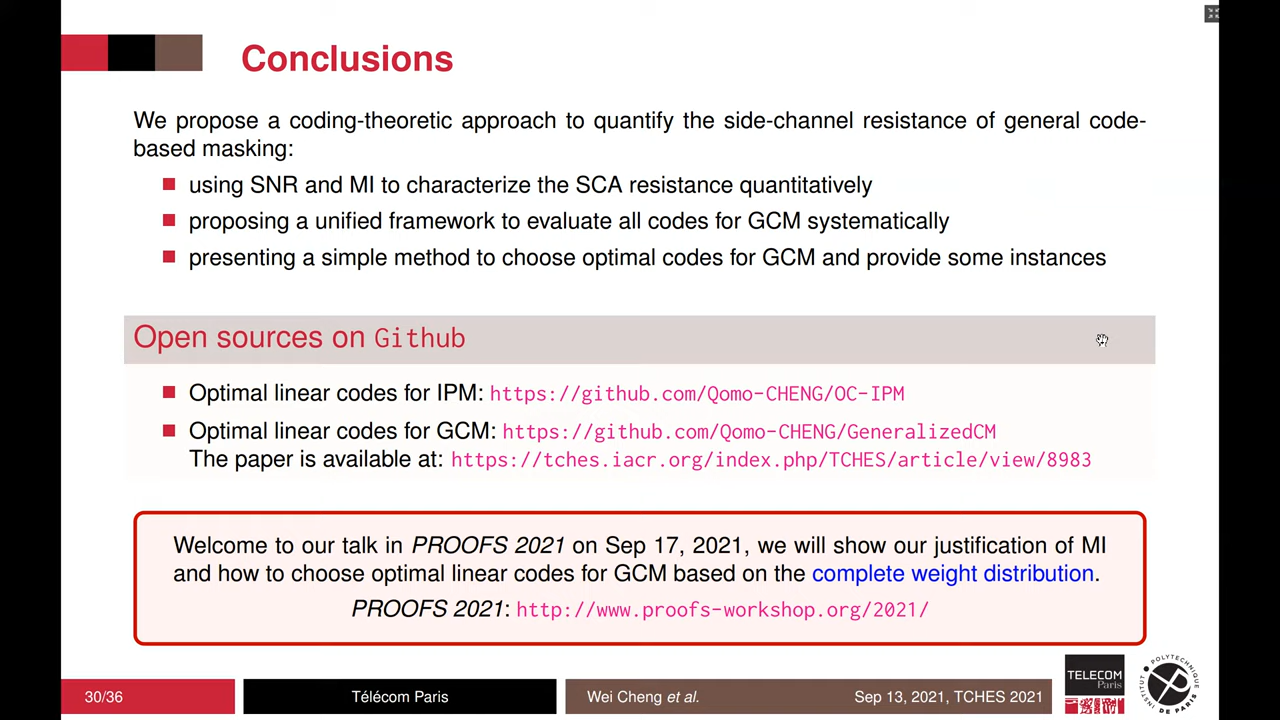 Conclusions
We propose a coding-theoretic approach to quantify the side-channel resistance of general code-
based masking:
using SNR and MI to characterize the SCA resistance quantitatively
proposing a unified framework to evaluate all codes for GCM systematically
presenting a simple method to choose optimal codes for GCM and provide some instances
Open sources on Github
Optimal linear codes for IPM: https://github.com/Qomo-CHENG/OC-IPM
Optimal linear codes for GCM: https://github.com/Qomo-CHENG/GeneralizedCM
The paper is available at: https://tches.iacr.org/index.php/TCHES/article/view/8983
Welcome to our talk in PROOFS 2021 on Sep 17, 2021, we will show our justification of MI
and how to choose optimal linear codes for GCM based on the complete weight distribution.
PROOFS 2021: http://www.proofs-workshop.org/2021/
30/36
Télécom Paris
Wei Cheng et al.
Sep 13, 2021, TCHES 2021
TELECOM
Paris
INSTITUT POLYTECHNIQUE DE PARIS